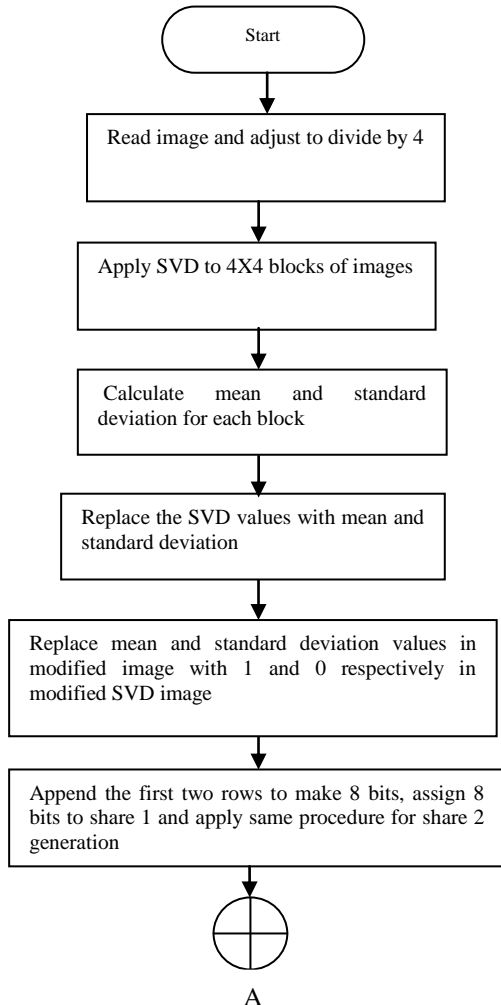 Start
Read image and adjust to divide by 4
Apply SVD to 4X4 blocks of images
Calculate mean and standard
deviation for each block
Replace the SVD values with mean and
standard deviation
Replace mean and standard deviation values in
modified image with 1 and 0 respectively in
modified SVD image
Append the first two rows to make 8 bits, assign 8
bits to share 1 and apply same procedure for share 2
generation
A